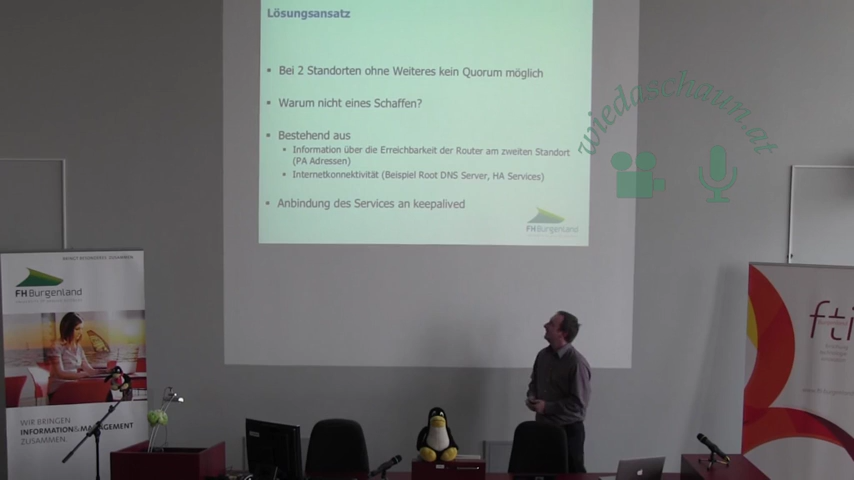 Lösungsansatz
Bei 2 Standorten ohne Weiteres kein Quorum möglich
Warum nicht eines Schaffen?
Bestehend aus
Information über die Erreichbarkeit der Router am zweiten Standort
(PA Adressen)
Internetkonnektivität (Beispiel Root DNS Server, HA Services)
Anbindung des Services an keepalived
FH Burgenland
wiedaschaun.at
FH Burgenland
WIR BRINGEN
INFORMATION&MANAGEMENT
ZUSAMMEN
fti